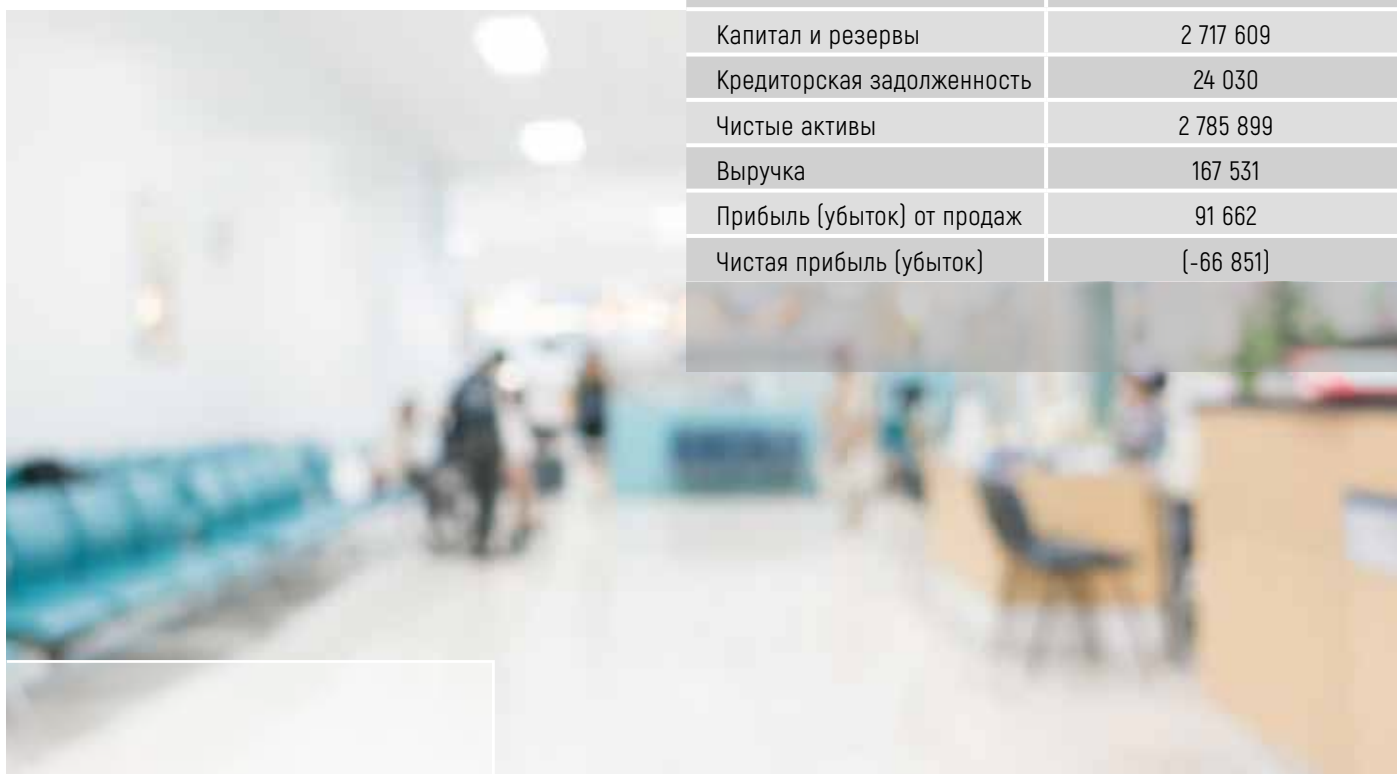 Капитал и резервы 2 717 609
Кредиторская задолженность 24 030
Чистые активы 2 785 899
Выручка 167 531
Прибыль (убыток) от продаж 91 662
Чистая прибыль (убыток) (-66 851)